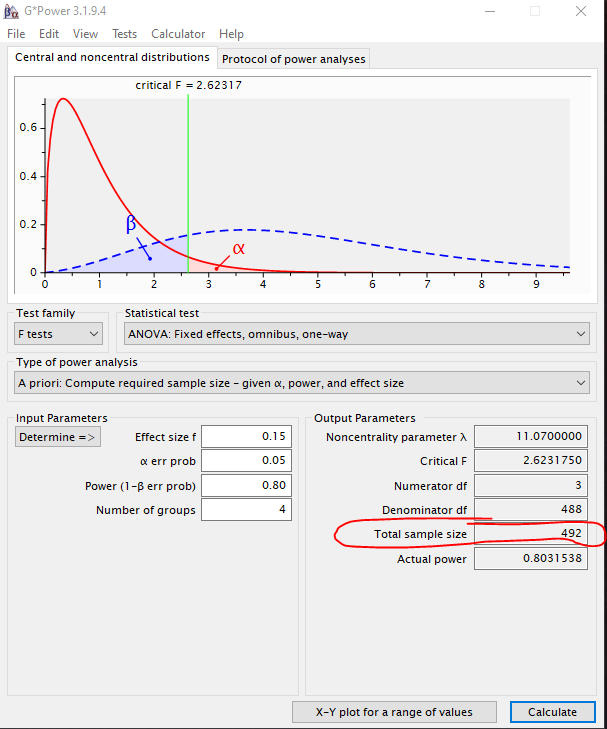 G*Power 3.1.9.4
File Edit View Tests Calculator Help
Central and noncentral distributions Protocol of power analyses
critical F = 2.62317
0.6
0.4
0.2
0
β
α
0 1 2 3 4 5 6 7 8 9
Test family Statistical test
F tests ANOVA: Fixed effects, omnibus, one-way
Type of power analysis
A priori: Compute required sample size - given α, power, and effect size
Input Parameters Output Parameters
Determine => Effect size f 0.15 Noncentrality parameter λ 11.0700000
α err prob 0.05 Critical F 2.6231750
Power (1-β err prob) 0.80 Numerator df 3
Number of groups 4 Denominator df 488
Total sample size 492
Actual power 0.8031538
X-Y plot for a range of values Calculate